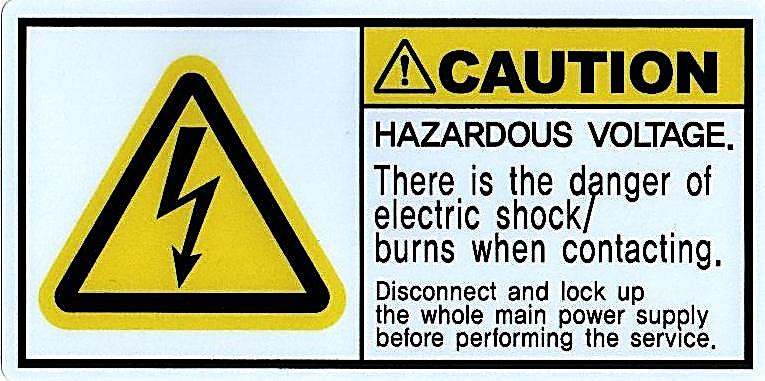 CAUTION
HAZARDOUS VOLTAGE.
There is the danger of
electric shock/
burns when contacting.
Disconnect and lock up
the whole main power supply
before performing the service.